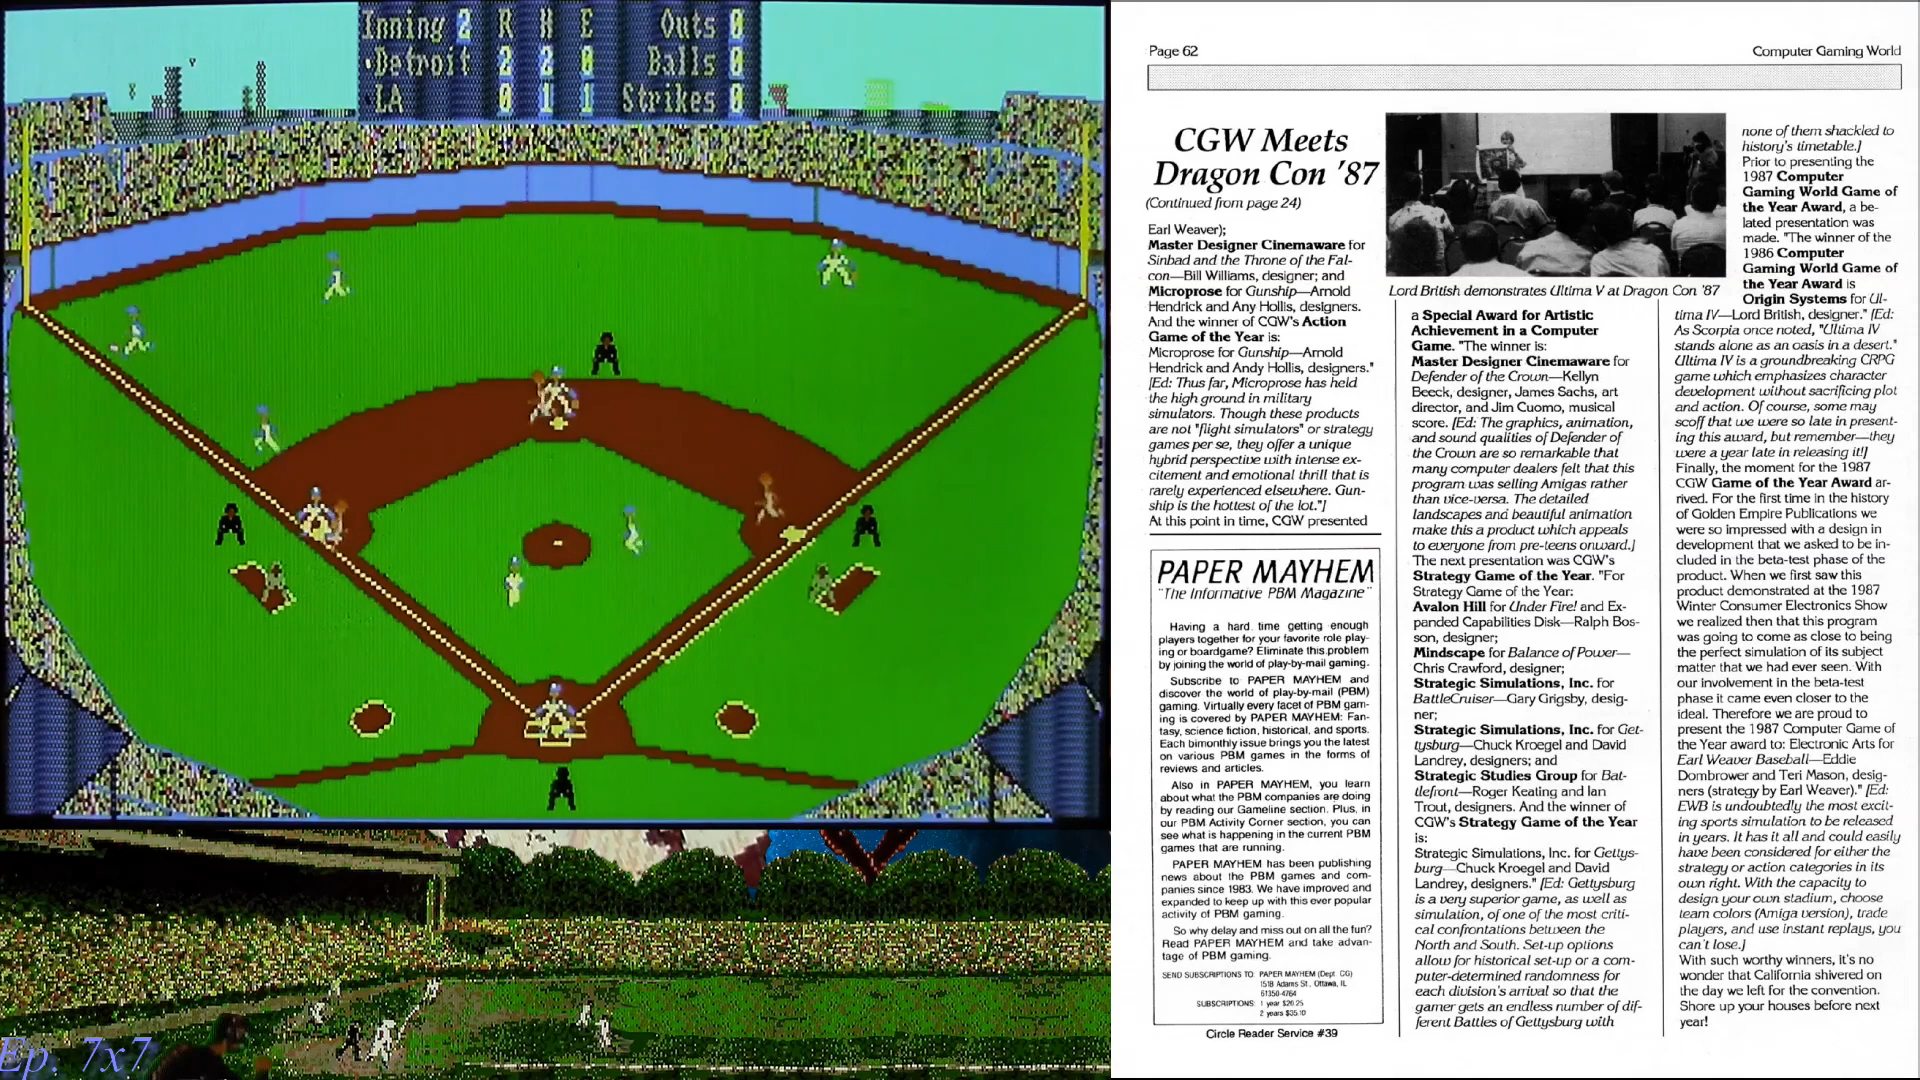 Inning 2 R H E Outs 0
Detroit 2 2 0 Balls 0
LA 0 1 1 Strikes 0
Ep. 7x7
Page 62
Computer Gaming World
CGW Meets
Dragon Con '87
(Continued from page 24)
Earl Weaver);
Master Designer Cinemaware for
Sinbad and the Throne of the Fal-
con—Bill Williams, designer; and
Microprose for Gunship—Arnold
Hendrick and Any Hollis, designers.
And the winner of CGW's Action
Game of the Year is:
Microprose for Gunship—Arnold
Hendrick and Andy Hollis, designers."
[Ed: Thus far, Microprose has held
the high ground in military
simulators. Though these products
are not "flight simulators" or strategy
games per se, they offer a unique
hybrid perspective with intense ex-
citement and emotional thrill that is
rarely experienced elsewhere. Gun-
ship is the hottest of the lot."]
At this point in time, CGW presented
PAPER MAYHEM
"The Informative PBM Magazine"
Having a hard time getting enough
players together for your favorite role play-
ing or boardgame? Eliminate this problem
by joining the world of play-by-mail gaming.
Subscribe to PAPER MAYHEM and
discover the world of play-by-mail (PBM)
gaming. Virtually every facet of PBM gam-
ing is covered by PAPER MAYHEM: Fan-
tasy, science fiction, historical, and sports.
Each bimonthly issue brings you the latest
on various PBM games in the forms of
reviews and articles.
Also in PAPER MAYHEM, you learn
about what the PBM companies are doing
by reading our Gameline section. Plus, in
our PBM Activity Corner section, you can
see what is happening in the current PBM
games that are running.
PAPER MAYHEM has been publishing
news about the PBM games and com-
panies since 1983. We have improved and
expanded to keep up with this ever popular
activity of PBM gaming.
So why delay and miss out on all the fun?
Read PAPER MAYHEM and take advan-
tage of PBM gaming.
SEND SUBSCRIPTIONS TO: PAPER MAYHEM (Dept. CG)
1518 Adams St., Ottawa, IL
61350-4764
SUBSCRIPTIONS: 1 year $20.25
2 years $35.10
Circle Reader Service #39
Lord British demonstrates Ultima V at Dragon Con '87
a Special Award for Artistic
Achievement in a Computer
Game. "The winner is:
Master Designer Cinemaware for
Defender of the Crown—Kellyn
Beeck, designer, James Sachs, art
director, and Jim Cuomo, musical
score. [Ed: The graphics, animation,
and sound qualities of Defender of
the Crown are so remarkable that
many computer dealers felt that this
program was selling Amigas rather
than vice-versa. The detailed
landscapes and beautiful animation
make this a product which appeals
to everyone from pre-teens onward.]
The next presentation was CGW's
Strategy Game of the Year. "For
Strategy Game of the Year:
Avalon Hill for Under Fire! and Ex-
panded Capabilities Disk—Ralph Bos-
son, designer;
Mindscape for Balance of Power—
Chris Crawford, designer;
Strategic Simulations, Inc. for
BattleCruiser—Gary Grigsby, desig-
ner;
Strategic Simulations, Inc. for Get-
tysburg—Chuck Kroegel and David
Landrey, designers; and
Strategic Studies Group for Bat-
tlefront—Roger Keating and Ian
Trout, designers. And the winner of
CGW's Strategy Game of the Year
is:
Strategic Simulations, Inc. for Gettys-
burg—Chuck Kroegel and David
Landrey, designers." [Ed: Gettysburg
is a very superior game, as well as
simulation, of one of the most criti-
cal confrontations between the
North and South. Set-up options
allow for historical set-up or a com-
puter-determined randomness for
each division's arrival so that the
gamer gets an endless number of dif-
ferent Battles of Gettysburg with
none of them shackled to
history's timetable.]
Prior to presenting the
1987 Computer
Gaming World Game of
the Year Award, a be-
lated presentation was
made. "The winner of the
1986 Computer
Gaming World Game of
the Year Award is
Origin Systems for Ul-
tima IV—Lord British, designer." [Ed:
As Scorpia once noted, "Ultima IV
stands alone as an oasis in a desert."
Ultima IV is a groundbreaking CRPG
game which emphasizes character
development without sacrificing plot
and action. Of course, some may
scoff that we were so late in present-
ing this award, but remember—they
were a year late in releasing it!]
Finally, the moment for the 1987
CGW Game of the Year Award ar-
rived. For the first time in the history
of Golden Empire Publications we
were so impressed with a design in
development that we asked to be in-
cluded in the beta-test phase of the
product. When we first saw this
product demonstrated at the 1987
Winter Consumer Electronics Show
we realized then that this program
was going to come as close to being
the perfect simulation of its subject
matter that we had ever seen. With
our involvement in the beta-test
phase it came even closer to the
ideal. Therefore we are proud to
present the 1987 Computer Game of
the Year award to: Electronic Arts for
Earl Weaver Baseball—Eddie
Dombrower and Teri Mason, desig-
ners (strategy by Earl Weaver)." [Ed:
EWB is undoubtedly the most excit-
ing sports simulation to be released
in years. It has it all and could easily
have been considered for either the
strategy or action categories in its
own right. With the capacity to
design your own stadium, choose
team colors (Amiga version), trade
players, and use instant replays, you
can't lose.]
With such worthy winners, it's no
wonder that California shivered on
the day we left for the convention.
Shore up your houses before next
year!